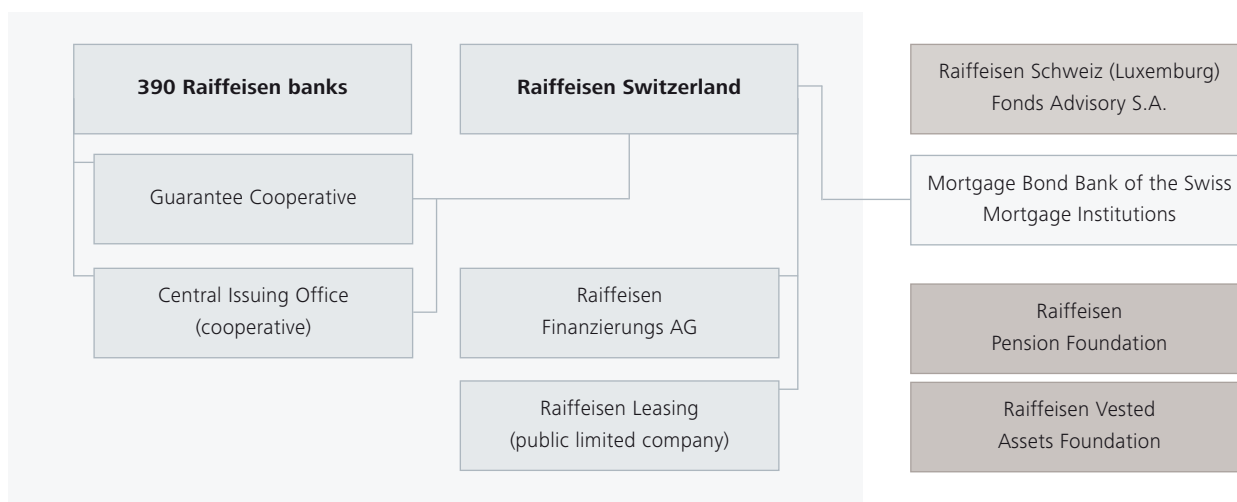 390 Raiffeisen banks
Raiffeisen Switzerland
Raiffeisen Schweiz (Luxemburg)
Fonds Advisory S.A.
Guarantee Cooperative
Mortgage Bond Bank of the Swiss
Mortgage Institutions
Central Issuing Office
(cooperative)
Raiffeisen
Finanzierungs AG
Raiffeisen
Pension Foundation
Raiffeisen Leasing
(public limited company)
Raiffeisen Vested
Assets Foundation